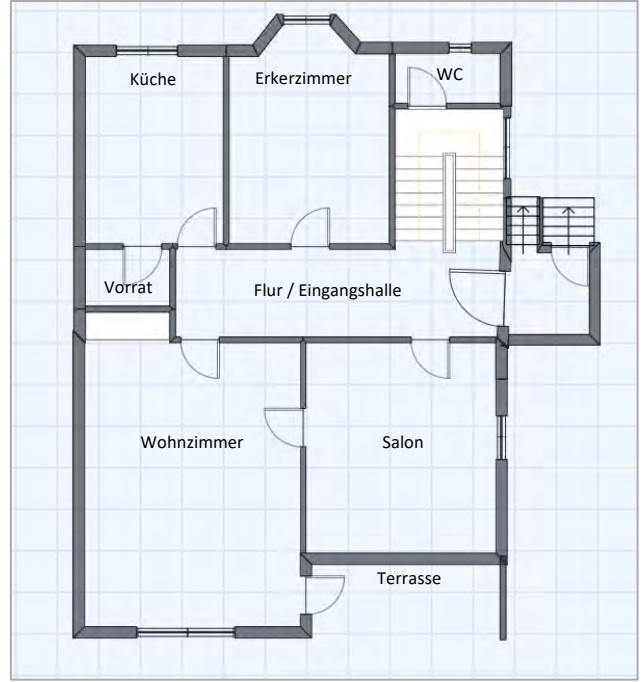 Küche
Erkerzimmer
WC
Vorrat
Flur / Eingangshalle
Wohnzimmer
Salon
Terrasse